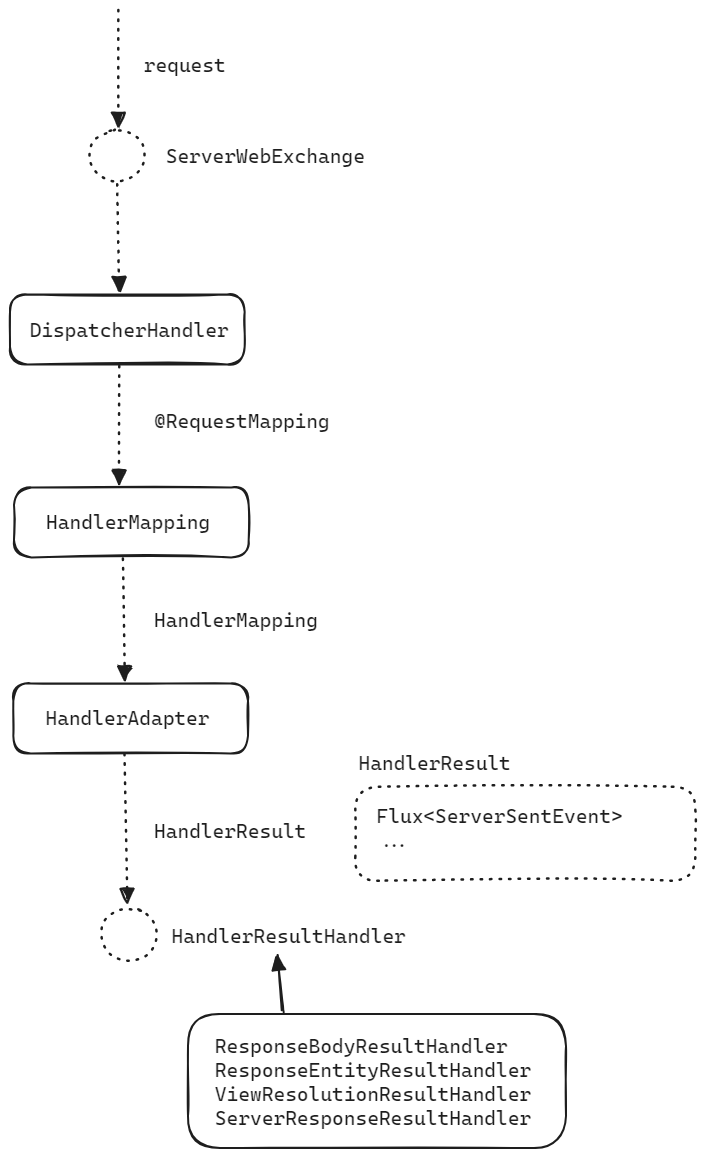 request
ServerWebExchange
DispatcherHandler
@RequestMapping
HandlerMapping
HandlerMapping
HandlerAdapter
HandlerResult
Flux<ServerSentEvent>
...
HandlerResult
HandlerResultHandler
ResponseBodyResultHandler
ResponseEntityResultHandler
ViewResolutionResultHandler
ServerResponseResultHandler